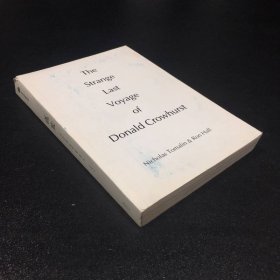 The
Strange
Last
Voyage
of
Donald Crowhurst
Nicholas Tomalin & Ron Hall